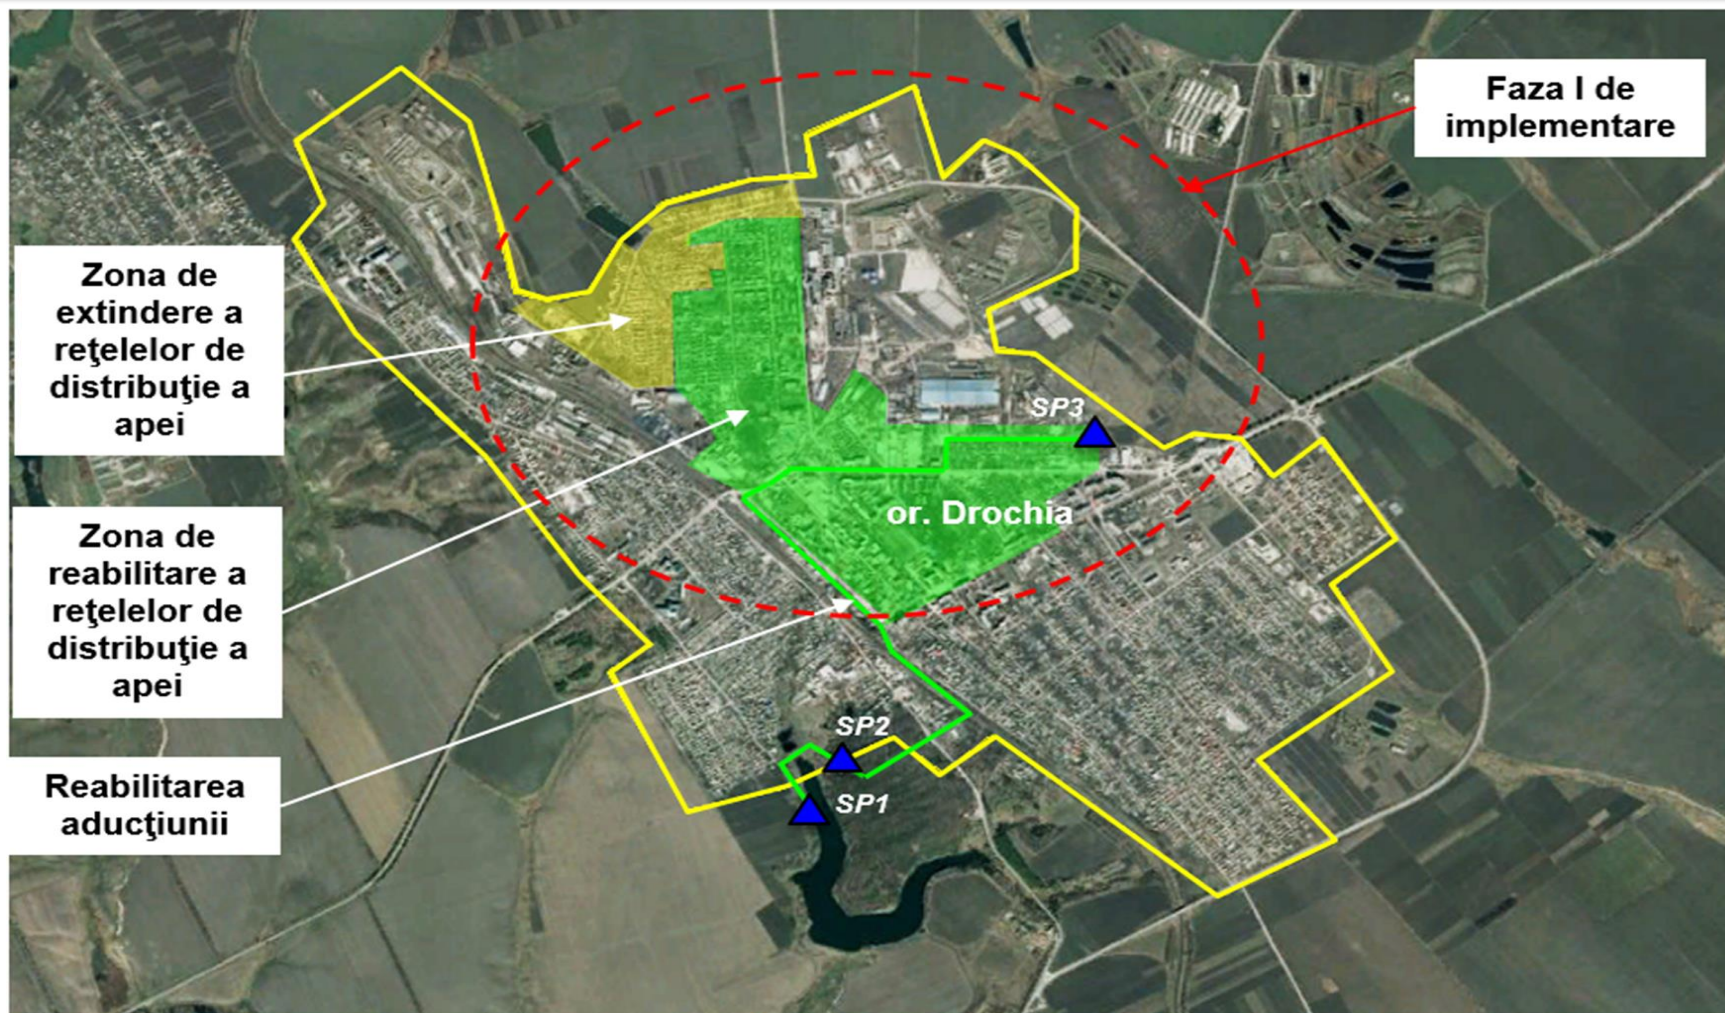 Faza I de
implementare
Zona de
extindere a
reţelelor de
distribuţie a
apei
SP3
or. Drochia
Zona de
reabilitare a
reţelelor de
distribuţie a
apei
SP2
SP1
Reabilitarea
aducţiunii